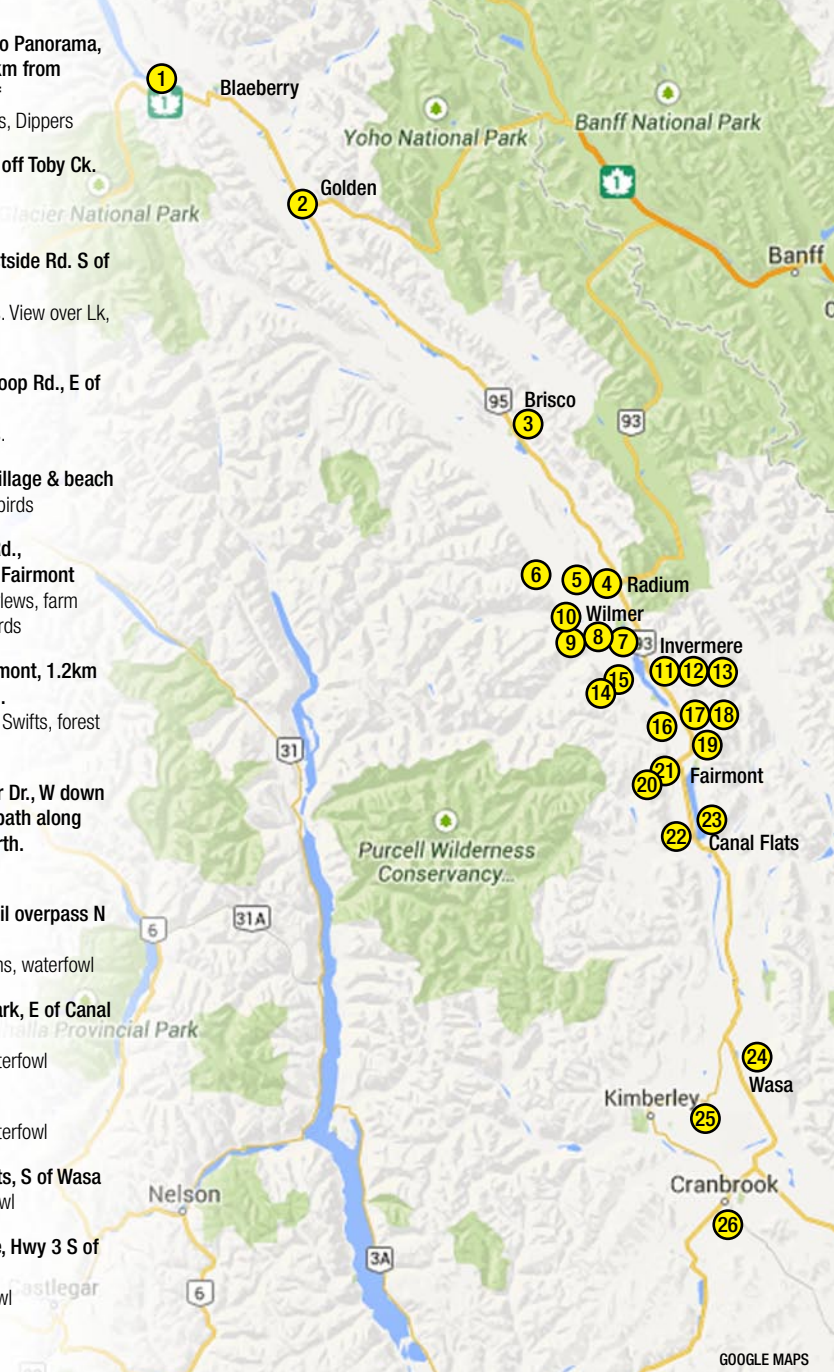 o Panorama,
km from
s, Dippers
off Toby Ck.
tside Rd. S of
. View over Lk,
oop Rd., E of
illage & beach
birds
d.,
Fairmont
lews, farm
rds
mont, 1.2km
Swifts, forest
r Dr., W down
path along
rth.
il overpass N
ns, waterfowl
ark, E of Canal
terfowl
terfowl
ts, S of Wasa
wl
e, Hwy 3 S of
wl
1
1
Blaeberry
Yoho National Park
Banff National Park
1
2
Golden
Glacier National Park
Banff
95
Brisco
3
93
6
5
4
Radium
10
Wilmer
9
8
7
93
Invermere
11
12
13
15
14
16
17
18
19
21
20
Fairmont
23
22
Canal Flats
31
Purcell Wilderness
Conservancy...
6
31A
halla Provincial Park
24
Wasa
Kimberley
25
Nelson
Cranbrook
26
3A
6
Castlegar
GOOGLE MAPS